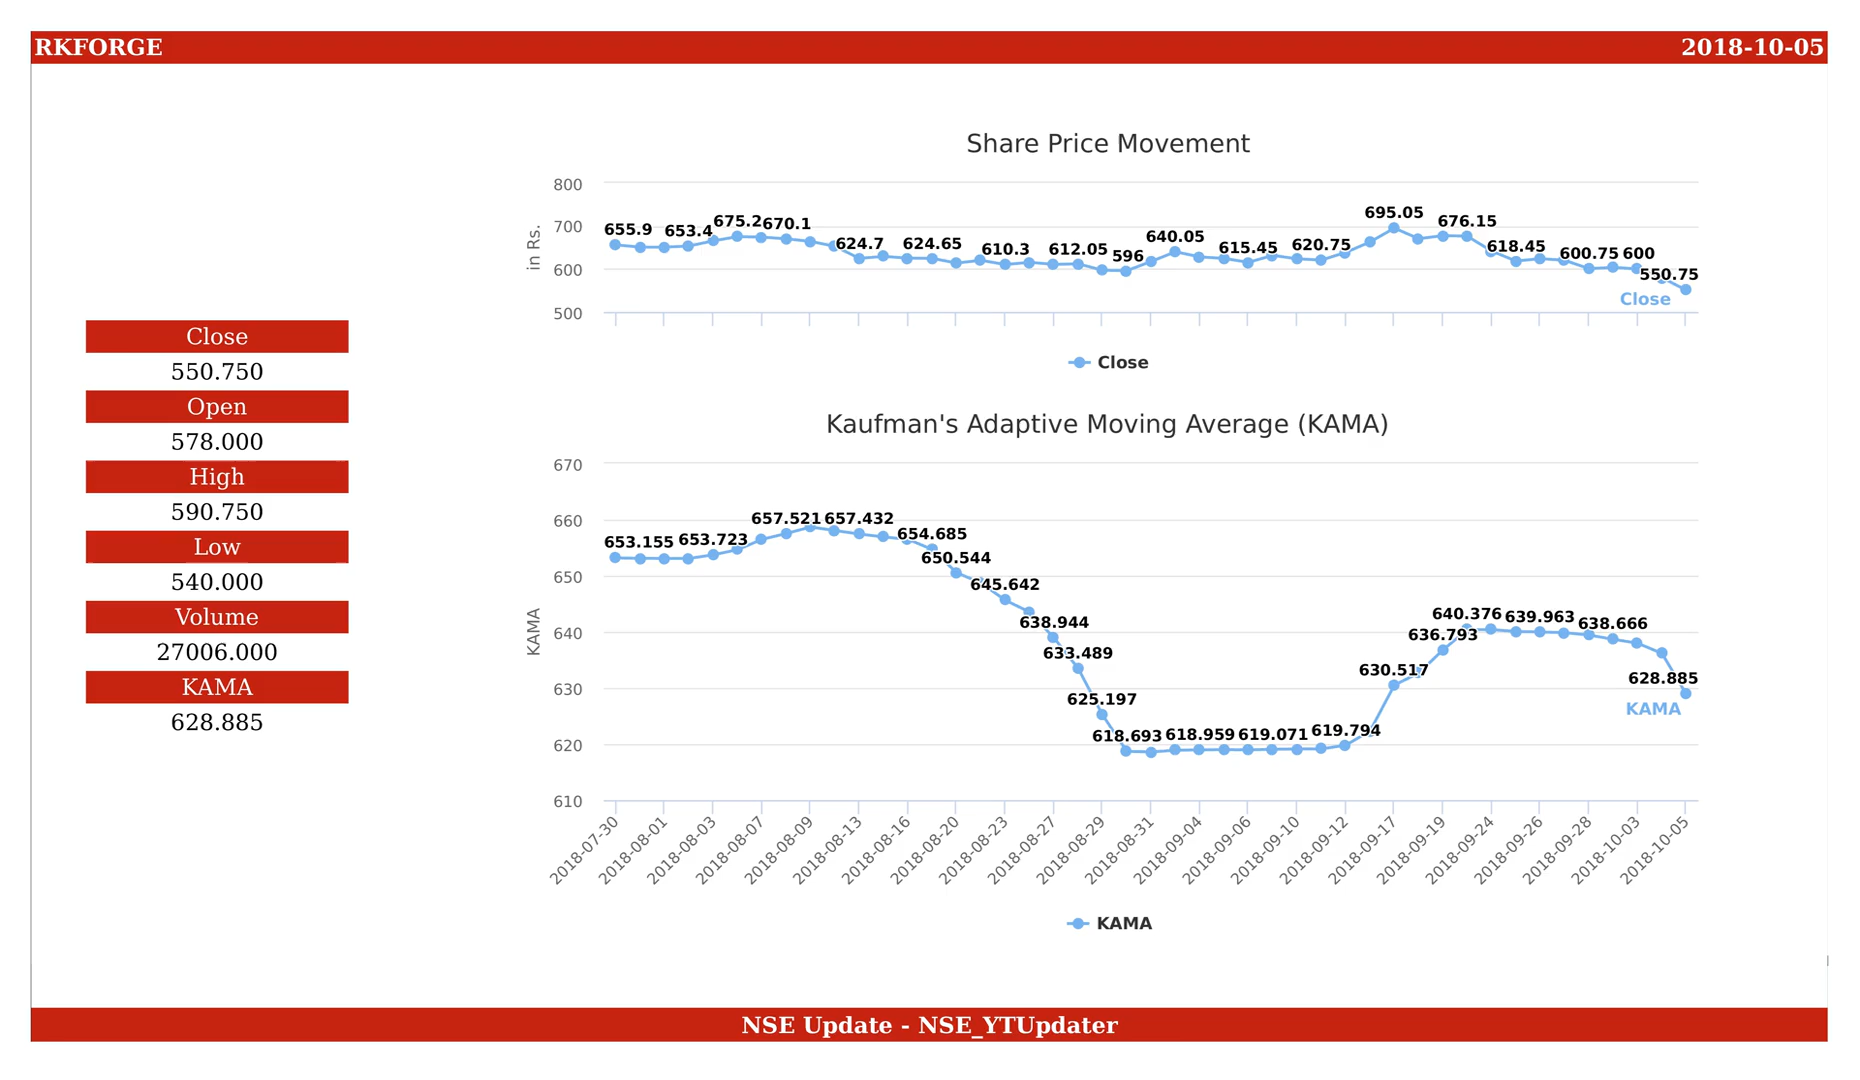 RKFORGE
2018-10-05
Close
550.750
Open
578.000
High
590.750
Low
540.000
Volume
27006.000
KAMA
628.885
Share Price Movement
in Rs.
800
700
600
500
655.9 653.4 675.2 670.1 624.7 624.65 610.3 612.05 596 640.05 615.45 620.75 695.05 676.15 618.45 600.75 600 550.75
Close
Close
Kaufman's Adaptive Moving Average (KAMA)
KAMA
670
660
650
640
630
620
610
653.155 653.723 657.521 657.432 654.685 650.544 645.642 638.944 633.489 625.197 618.693 618.959 619.071 619.794 630.517 636.793 640.376 639.963 638.666 628.885
KAMA
2018-07-30 2018-08-01 2018-08-03 2018-08-07 2018-08-09 2018-08-13 2018-08-16 2018-08-20 2018-08-23 2018-08-27 2018-08-29 2018-08-31 2018-09-04 2018-09-06 2018-09-10 2018-09-12 2018-09-17 2018-09-19 2018-09-24 2018-09-26 2018-09-28 2018-10-03 2018-10-05
KAMA
NSE Update - NSE_YTUpdater